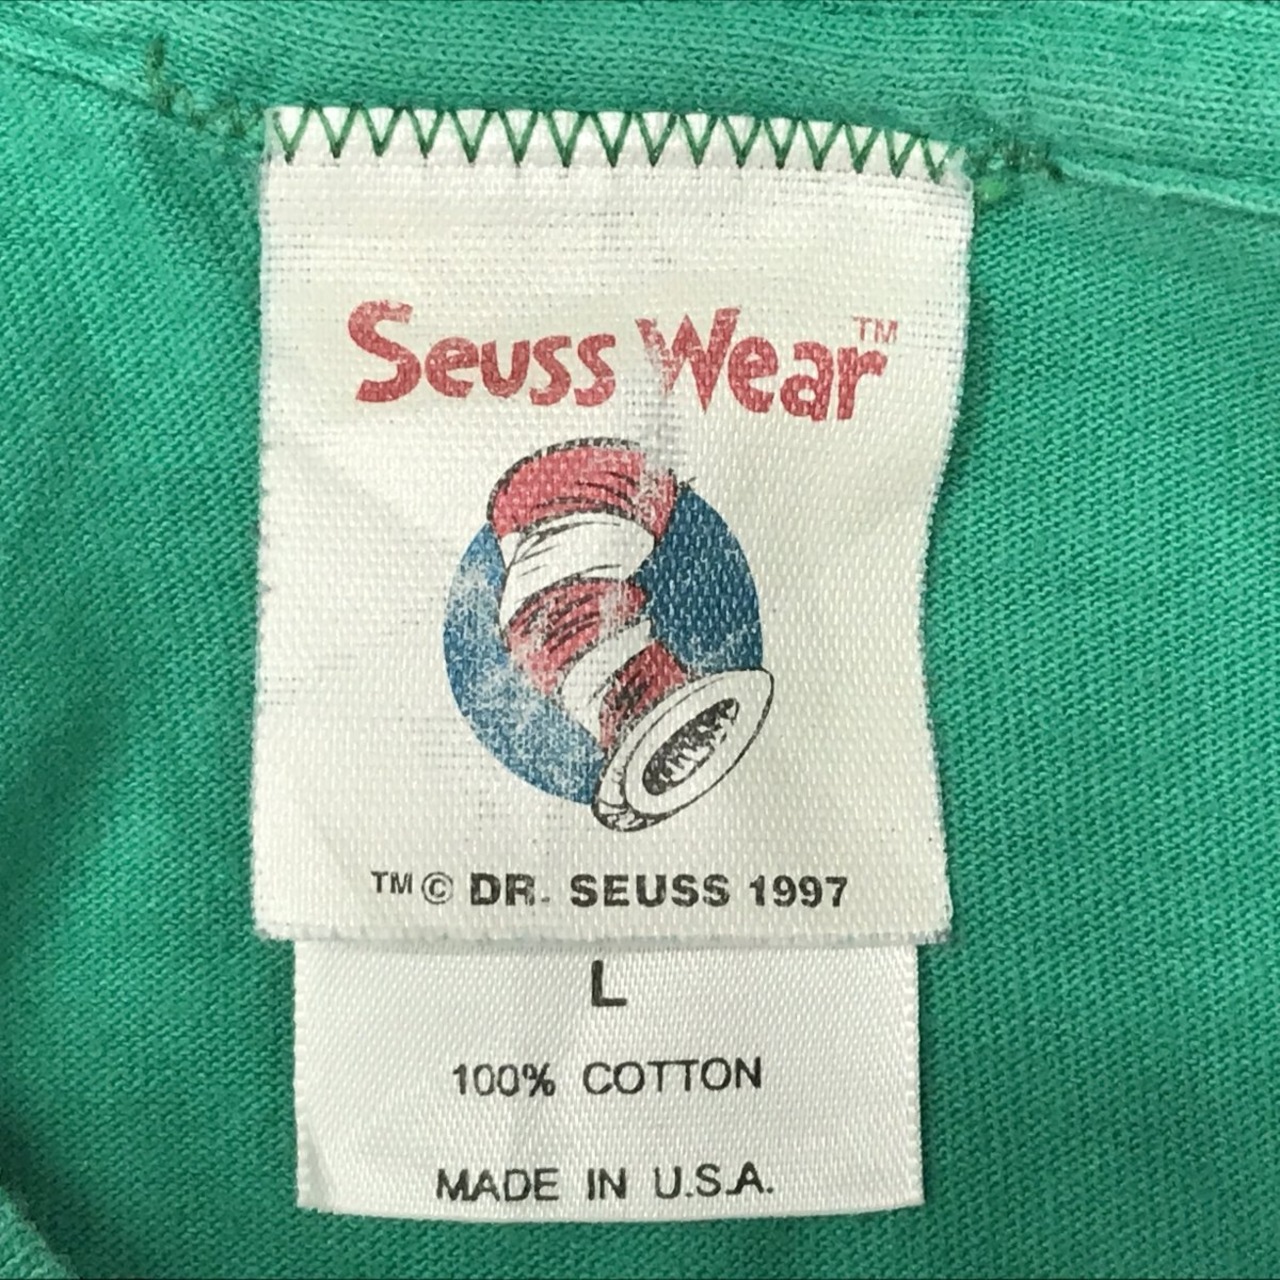 Seuss Wear™
™© DR. SEUSS 1997
L
100% COTTON
MADE IN U.S.A.